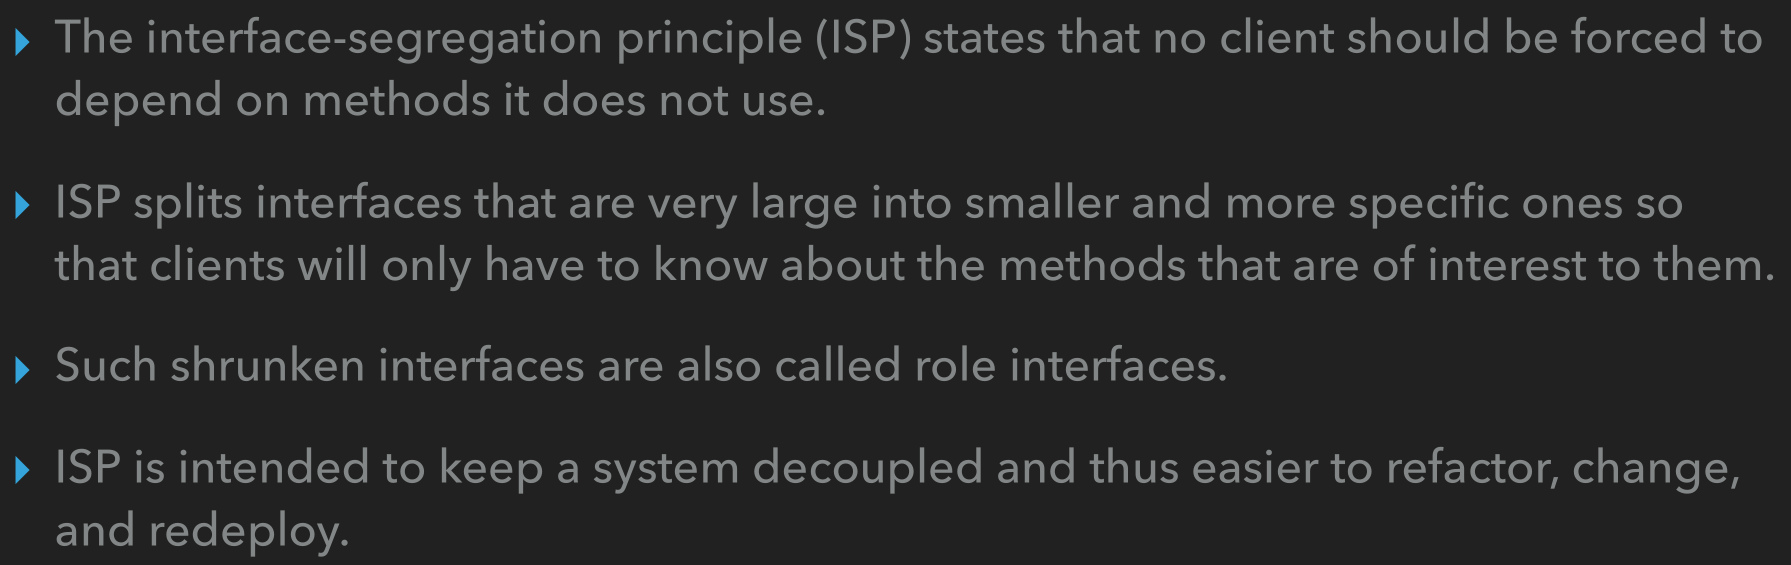 The interface-segregation principle (ISP) states that no client should be forced to
depend on methods it does not use.
ISP splits interfaces that are very large into smaller and more specific ones so
that clients will only have to know about the methods that are of interest to them.
Such shrunken interfaces are also called role interfaces.
ISP is intended to keep a system decoupled and thus easier to refactor, change,
and redeploy.